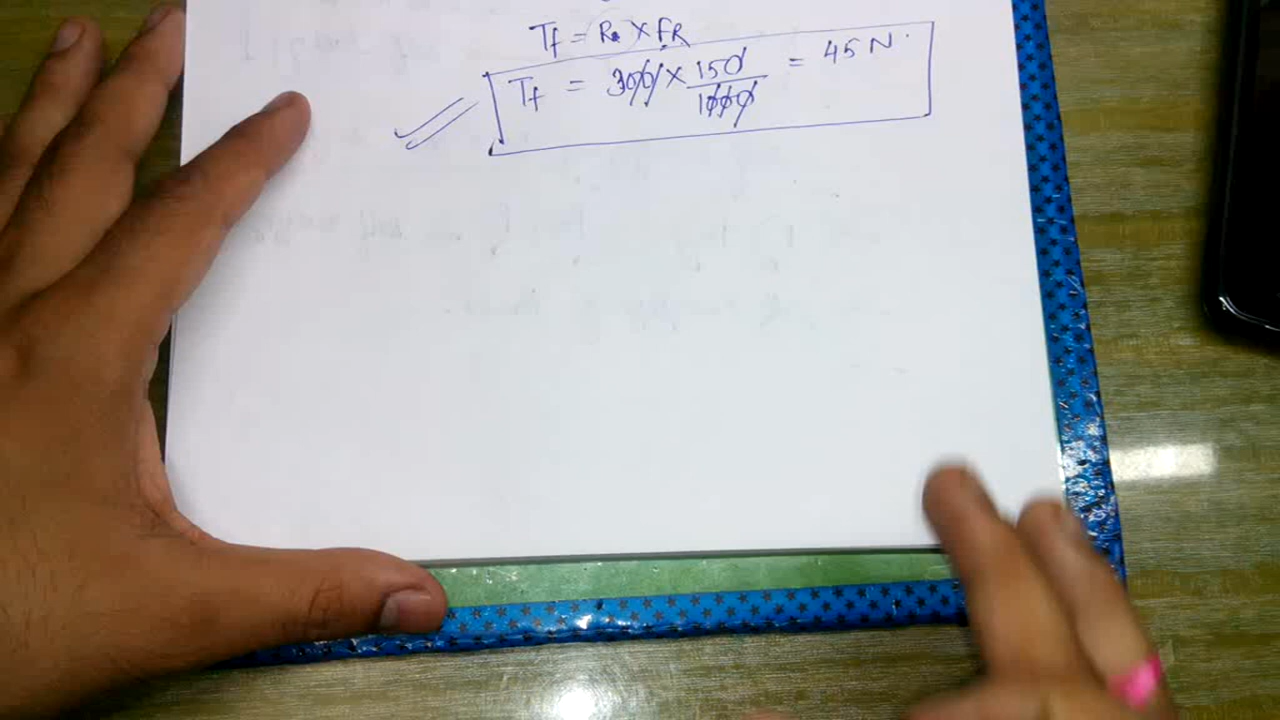 Tf = R × FR
Tf = 300 × 150/1000 = 45 N.